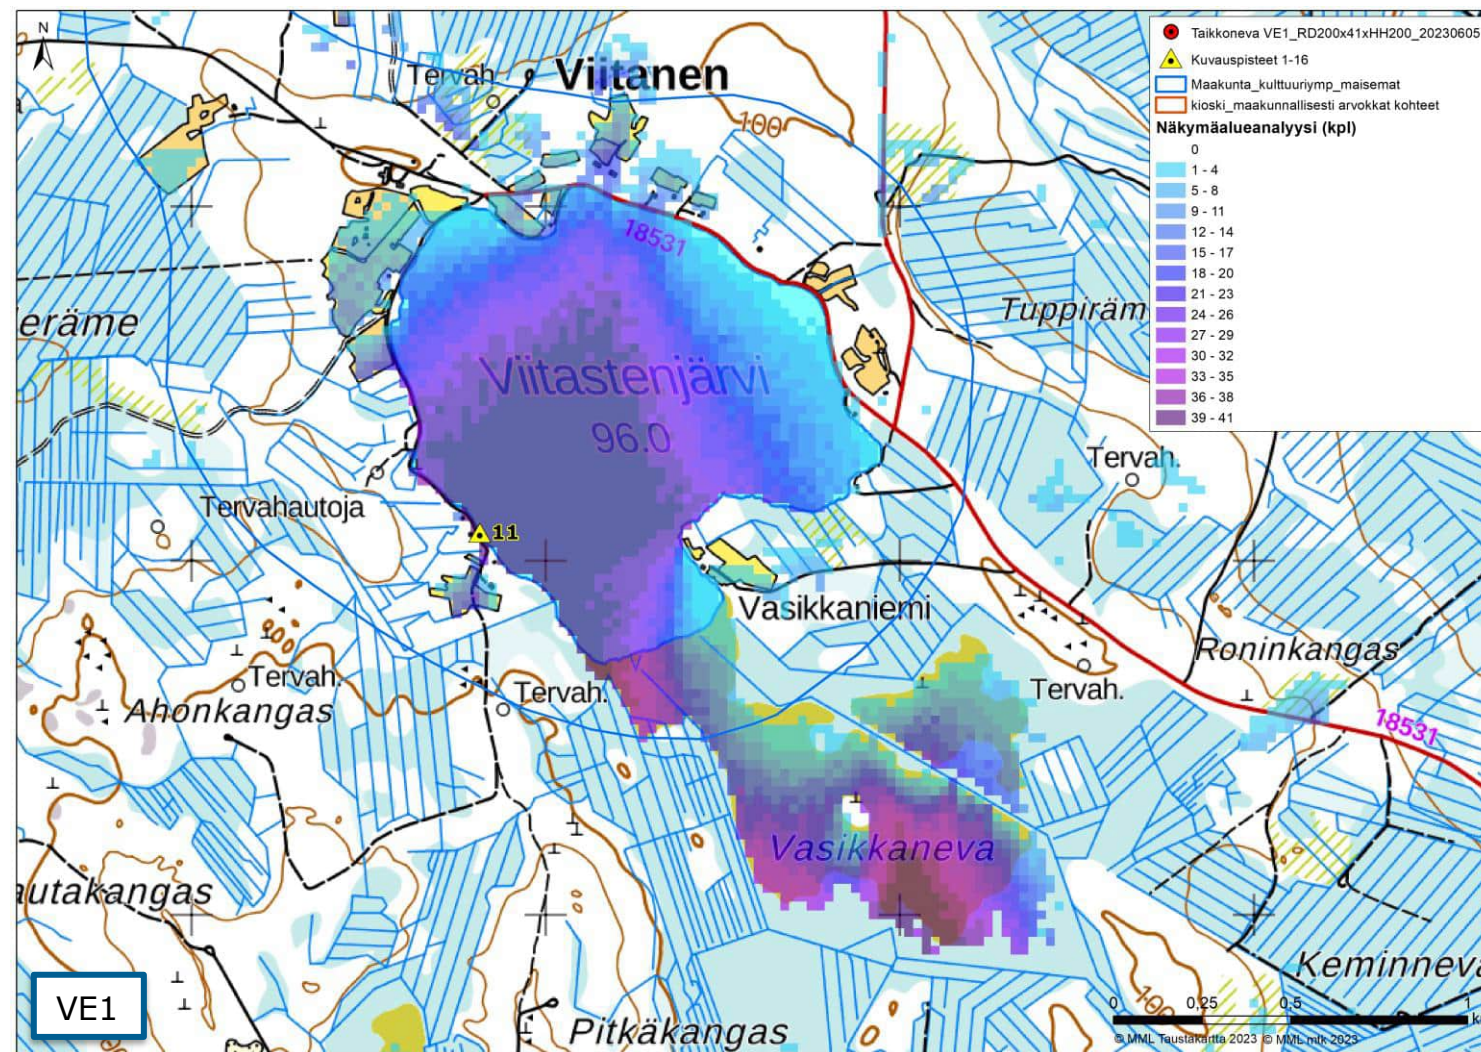 N
Taikkoneva VE1_RD200x41xHH200_20230605
Kuvauspisteet 1-16
Maakunta_kulttuuriymp_maisemat
kioski_maakunnallisesti arvokkat kohteet
Näkymäalueanalyysi (kpl)
0
1 - 4
5 - 8
9 - 11
12 - 14
15 - 17
18 - 20
21 - 23
24 - 26
27 - 29
30 - 32
33 - 35
36 - 38
39 - 41
Tervah.
Viitanen
100
18531
eräme
Tuppiräm
Viitastenjärvi
96.0
Tervah.
Tervahautoja
11
Vasikkaniemi
Roninkangas
Tervah.
Tervah.
Tervah.
Ahonkangas
18531
Vasikkaneva
autakangas
Keminneva
100
VE1
Pitkäkangas
0 0,25 0,5 1
k
© MML Taustakartta 2023 © MML mtk 2023